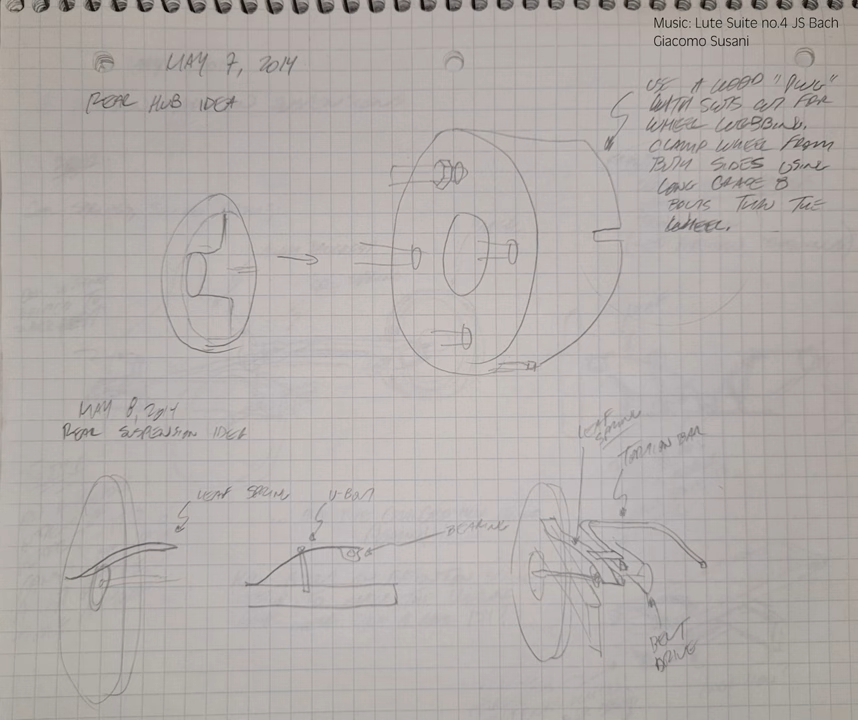 Music: Lute Suite no.4 JS Bach
Giacomo Susani
MAY 7, 2014
REAR HUB IDEA
USE A WOOD "PLUG"
WITH SLOTS CUT FOR
WHEEL WEBBING.
CLAMP WHEEL FROM
BOTH SIDES USING
LONG GRADE 8
BOLTS THRU THE
WHEEL.
MAY 8, 2014
REAR SUSPENSION IDEA
LEAF SPRING
U-BOLT
BEARING
LEAF
SPRING
TORSION BAR
BELT
DRIVE